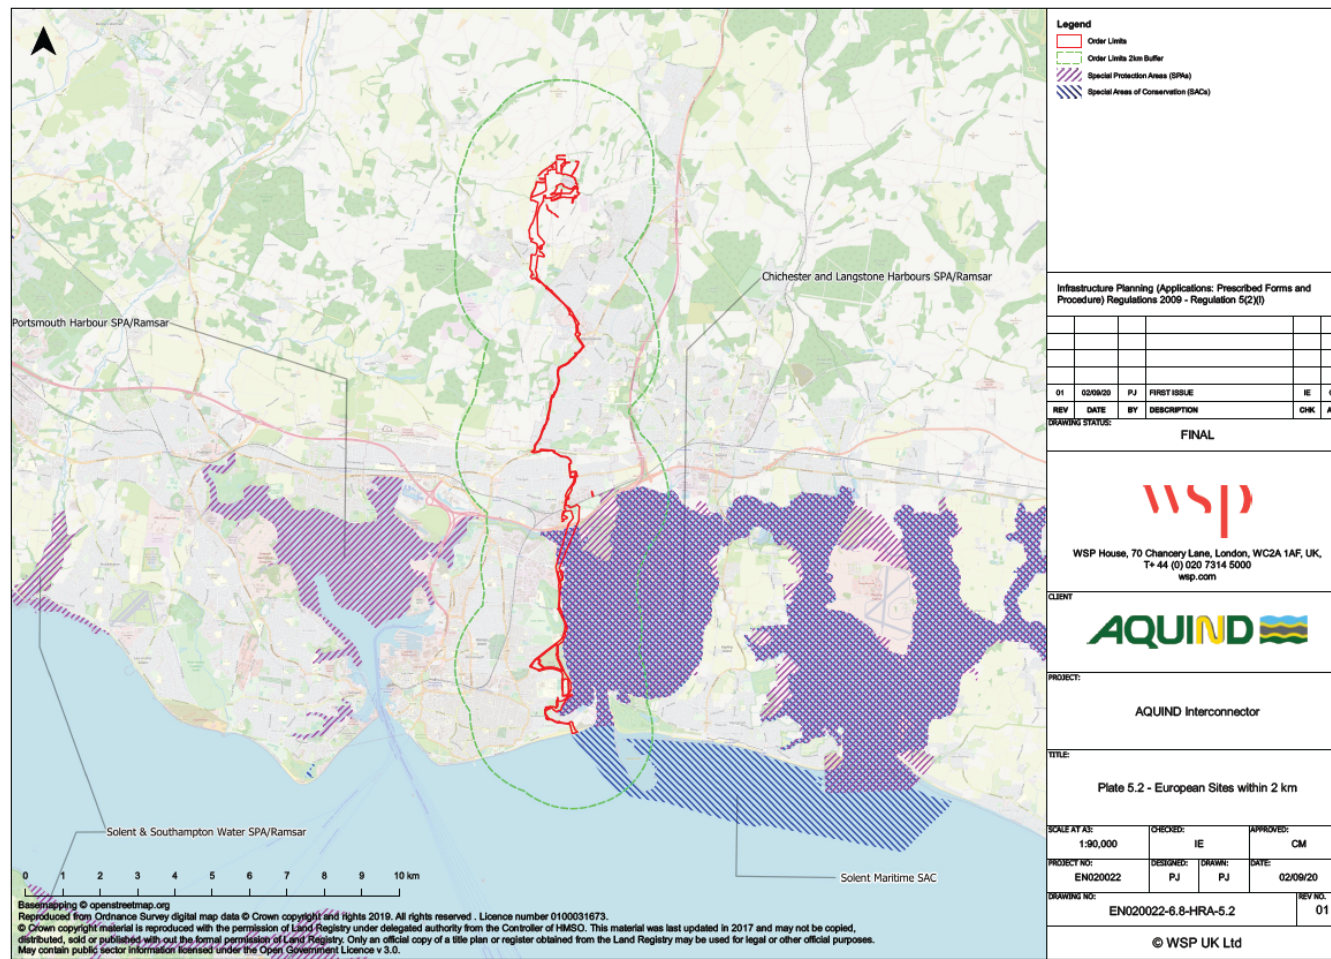 Legend
Order Limits
Order Limits 2km Buffer
Special Protection Areas (SPAs)
Special Areas of Conservation (SACs)
Chichester and Langstone Harbours SPA/Ramsar
Portsmouth Harbour SPA/Ramsar
Solent & Southampton Water SPA/Ramsar
Solent Maritime SAC
0 1 2 3 4 5 6 7 8 9 10 km
Basemapping © openstreetmap.org
Reproduced from Ordnance Survey digital map data © Crown copyright and rights 2019. All rights reserved . Licence number 0100031673.
© Crown copyright material is reproduced with the permission of Land Registry under delegated authority from the Controller of HMSO. This material was last updated in 2017 and may not be copied,
distributed, sold or published with out the formal permission of Land Registry. Only an official copy of a title plan or register obtained from the Land Registry may be used for legal or other official purposes.
May contain public sector information licensed under the Open Government Licence v 3.0.
Infrastructure Planning (Applications: Prescribed Forms and
Procedure) Regulations 2009 - Regulation 5(2)(l)
01 02/09/20 PJ FIRST ISSUE IE
REV DATE BY DESCRIPTION CHK
DRAWING STATUS:
FINAL
wsp
WSP House, 70 Chancery Lane, London, WC2A 1AF, UK,
T+ 44 (0) 020 7314 5000
wsp.com
CLIENT
AQUIND
PROJECT:
AQUIND Interconnector
TITLE:
Plate 5.2 - European Sites within 2 km
SCALE AT A3: CHECKED: APPROVED:
1:90,000 IE CM
PROJECT NO: DESIGNED: DRAWN: DATE:
EN020022 PJ PJ 02/09/20
DRAWING NO: REV NO.
EN020022-6.8-HRA-5.2 01
© WSP UK Ltd